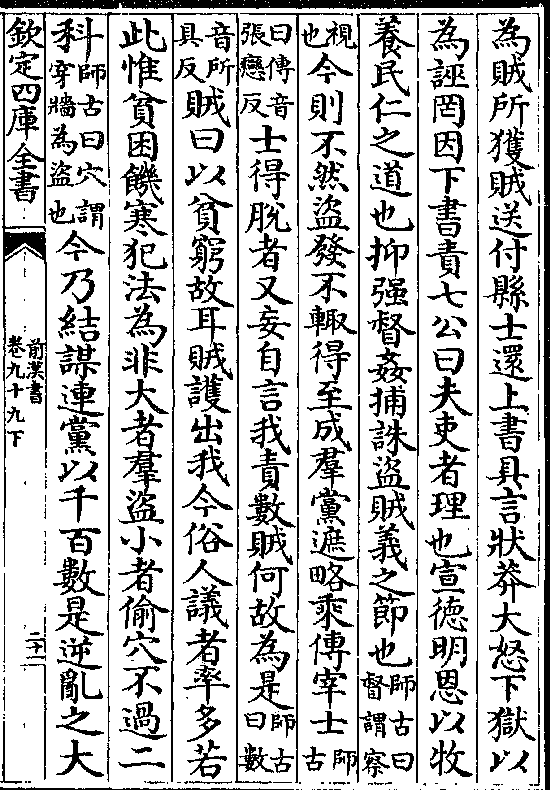 為賊所獲賊送付縣士還上書具言狀莽大怒下獄以
為誣罔因下書責七公曰夫吏者理也宣德明恩以牧
養民仁之道也抑强督姦捕誅盜賊義之節也師古曰督謂察
視也今則不然盜發不輙得至成羣黨遮略乘傳宰士師古
曰傳音張戀反士得脫者又妄自言我責數賊何故為是師古曰數
音所具反賊曰以貧窮故耳賊護出我今俗人議者率多若
此惟貧困饑寒犯法為非大者羣盜小者偷穴不過二
科師古曰穴謂穿牆為盜也今乃結謀連黨以千百數是逆亂之大
欽定四庫全書
前漢書
卷九十九下
二十一